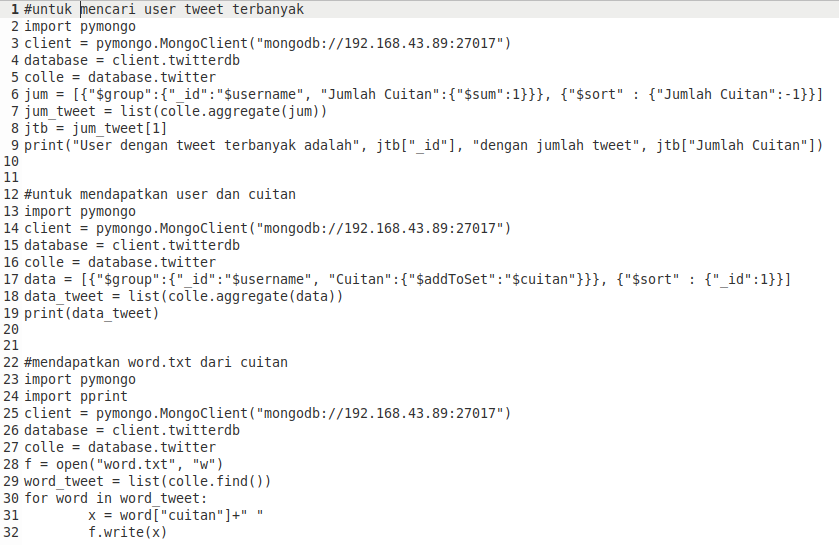 1 #untuk mencari user tweet terbanyak
2 import pymongo
3 client = pymongo.MongoClient("mongodb://192.168.43.89:27017")
4 database = client.twitterdb
5 colle = database.twitter
6 jum = [{"$group":{"_id":"$username", "Jumlah Cuitan":{"$sum":1}}}, {"$sort" : {"Jumlah Cuitan":-1}}]
7 jum_tweet = list(colle.aggregate(jum))
8 jtb = jum_tweet[1]
9 print("User dengan tweet terbanyak adalah", jtb["_id"], "dengan jumlah tweet", jtb["Jumlah Cuitan"])
10
11
12 #untuk mendapatkan user dan cuitan
13 import pymongo
14 client = pymongo.MongoClient("mongodb://192.168.43.89:27017")
15 database = client.twitterdb
16 colle = database.twitter
17 data = [{"$group":{"_id":"$username", "Cuitan":{"$addToSet":"$cuitan"}}}, {"$sort" : {"_id":1}}]
18 data_tweet = list(colle.aggregate(data))
19 print(data_tweet)
20
21
22 #mendapatkan word.txt dari cuitan
23 import pymongo
24 import pprint
25 client = pymongo.MongoClient("mongodb://192.168.43.89:27017")
26 database = client.twitterdb
27 colle = database.twitter
28 f = open("word.txt", "w")
29 word_tweet = list(colle.find())
30 for word in word_tweet:
31         x = word["cuitan"]+" "
32         f.write(x)